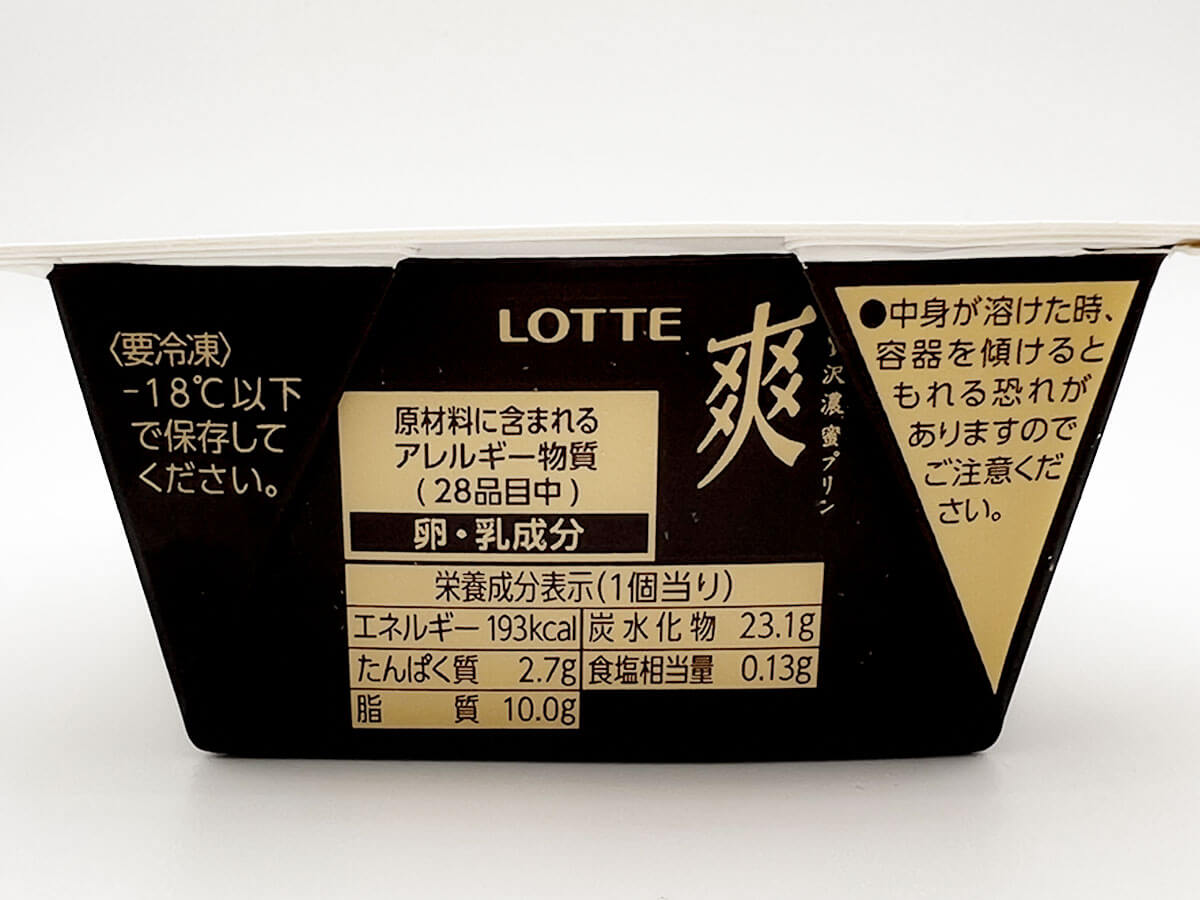 〈要冷凍〉
-18℃以下
で保存して
ください。
LOTTE
爽
沢濃蜜プリン
原材料に含まれる
アレルギー物質
(28品目中)
卵・乳成分
栄養成分表示(1個当り)
エネルギー 193kcal 炭水化物 23.1g
たんぱく質 2.7g 食塩相当量 0.13g
脂質 10.0g
●中身が溶けた時、
容器を傾けると
もれる恐れが
ありますので
ご注意くだ
さい。